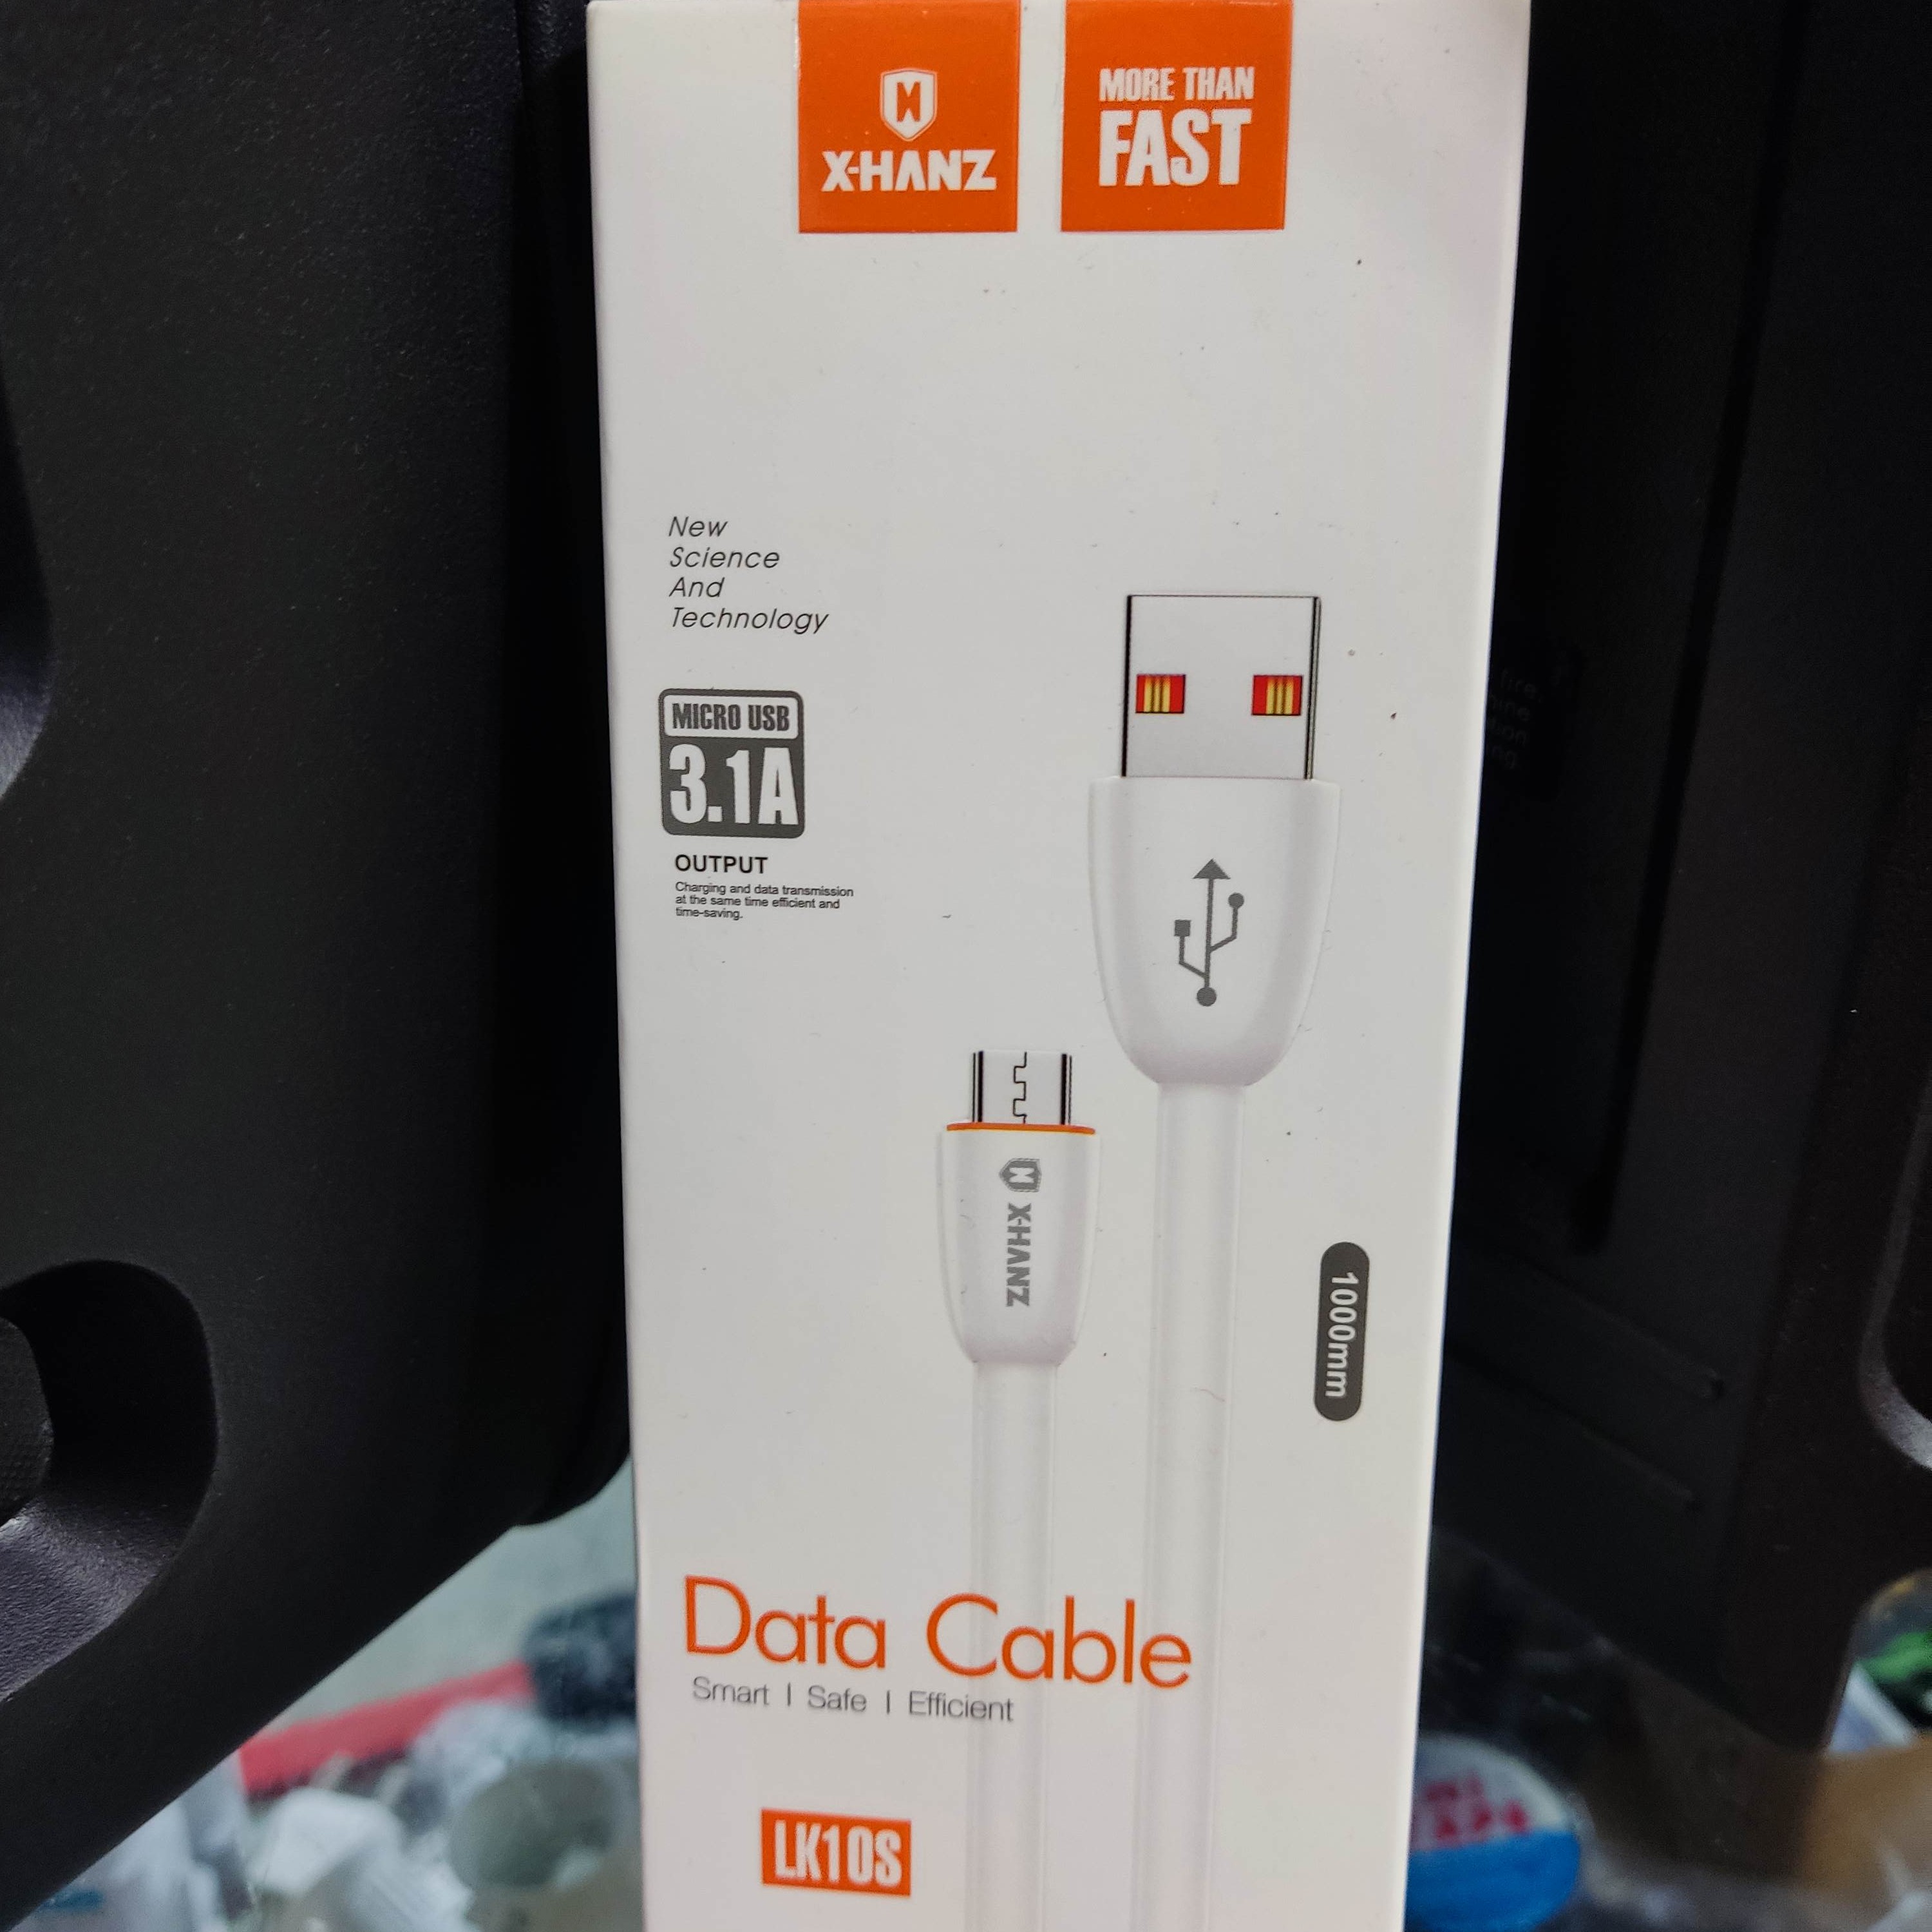 X-HANZ
MORE THAN
FAST
New
Science
And
Technology
MICRO USB
3.1A
OUTPUT
Charging and data transmission
at the same time efficient and
time-saving.
X-HANZ
1000mm
Data Cable
Smart | Safe | Efficient
LK10S